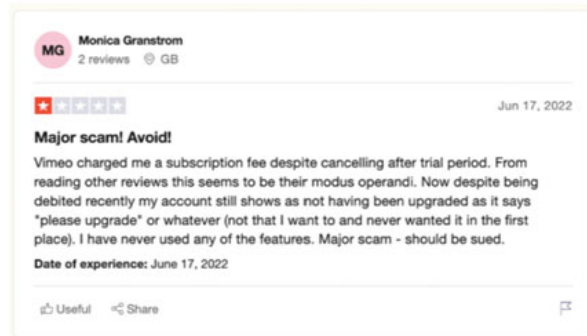 MG
Monica Granstrom
2 reviews GB
Jun 17, 2022
Major scam! Avoid!
Vimeo charged me a subscription fee despite cancelling after trial period. From
reading other reviews this seems to be their modus operandi. Now despite being
debited recently my account still shows as not having been upgraded as it says
"please upgrade" or whatever (not that I want to and never wanted it in the first
place). I have never used any of the features. Major scam - should be sued.
Date of experience: June 17, 2022
Useful Share